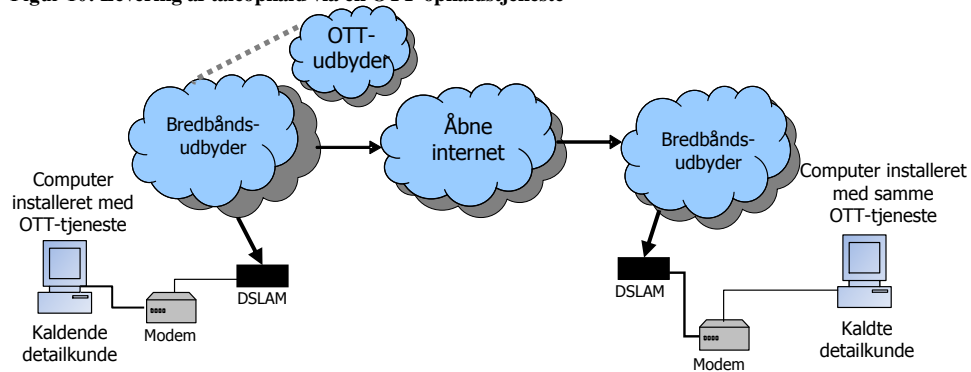 OTT-
udbyder
Bredbånds-
udbyder
Åbne
internet
Bredbånds-
udbyder
Computer
installeret med
OTT-tjeneste
Computer installeret
med samme
OTT-tjeneste
DSLAM
Modem
Kaldende
detailkunde
DSLAM
Modem
Kaldte
detailkunde